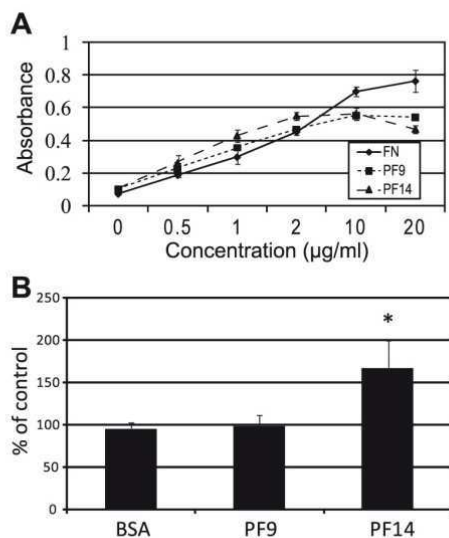 A
1
0.8
0.6
0.4
0.2
0
Absorbance
FN
PF9
PF14
0 0.5 1 2 10 20
Concentration (µg/ml)
B
250
200
150
100
50
0
% of control
*
BSA PF9 PF14